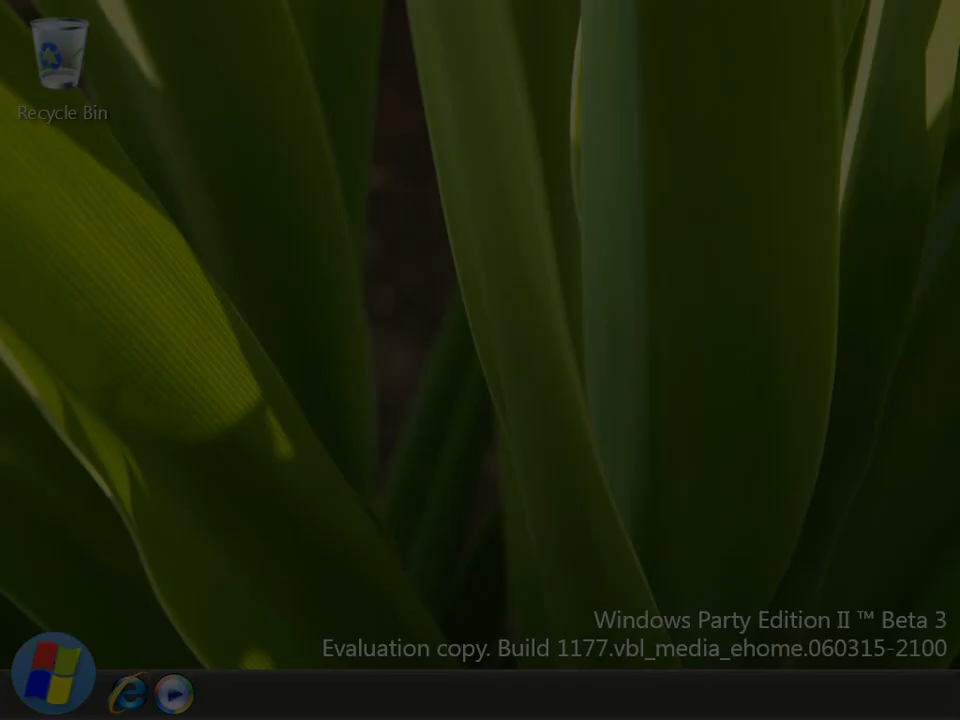 Recycle Bin
Windows Party Edition II ™ Beta 3
Evaluation copy. Build 1177.vbl_media_ehome.060315-2100